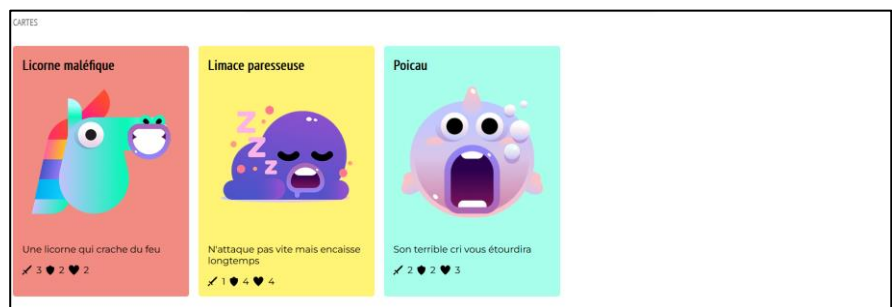 CARTES
Licorne maléfique
Limace paresseuse
Poicau
Z
Z
Z
Une licorne qui crache du feu
N'attaque pas vite mais encaisse
longtemps
Son terrible cri vous étourdira
3 2 2
1 4 4
2 2 3